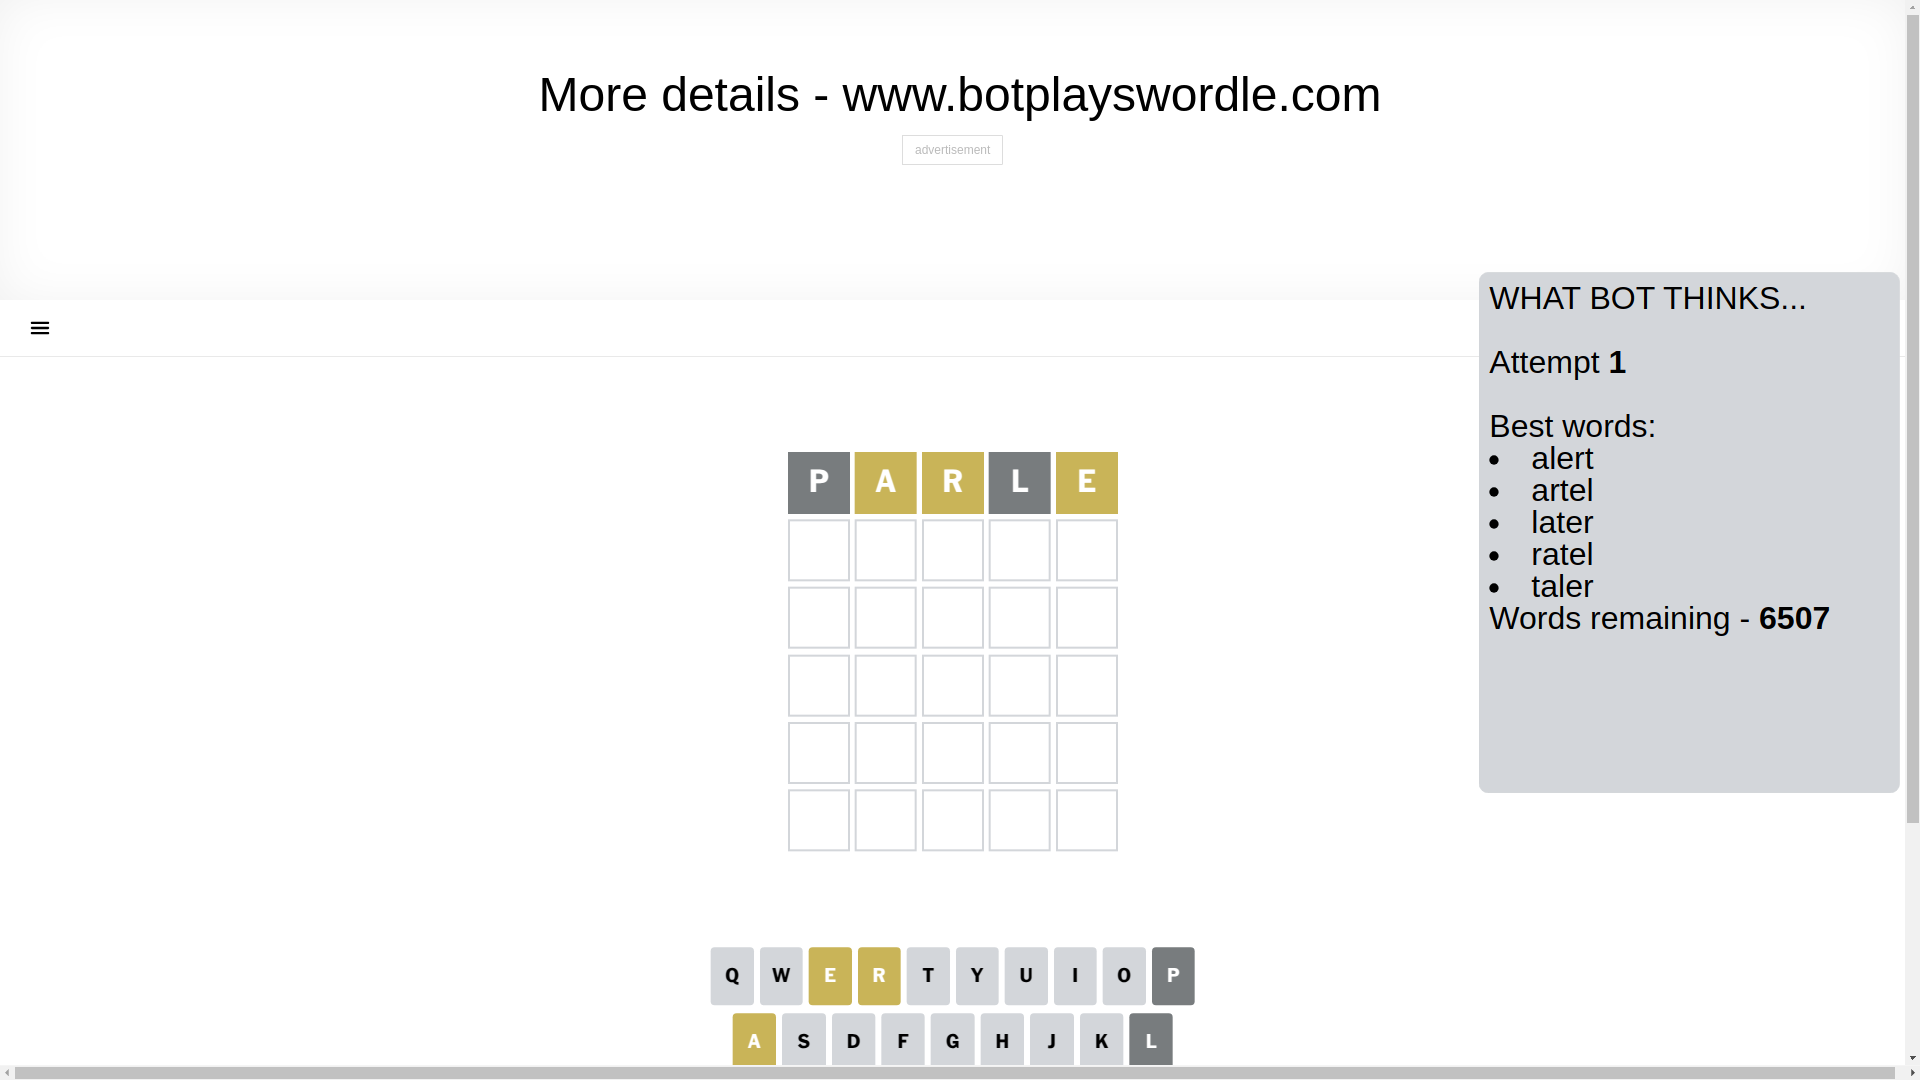 More details - www.botplayswordle.com
advertisement
WHAT BOT THINKS...
Attempt 1
Best words:
• alert
• artel
• later
• ratel
• taler
Words remaining - 6507
P A R L E
Q W E R T Y U I O P
A S D F G H J K L